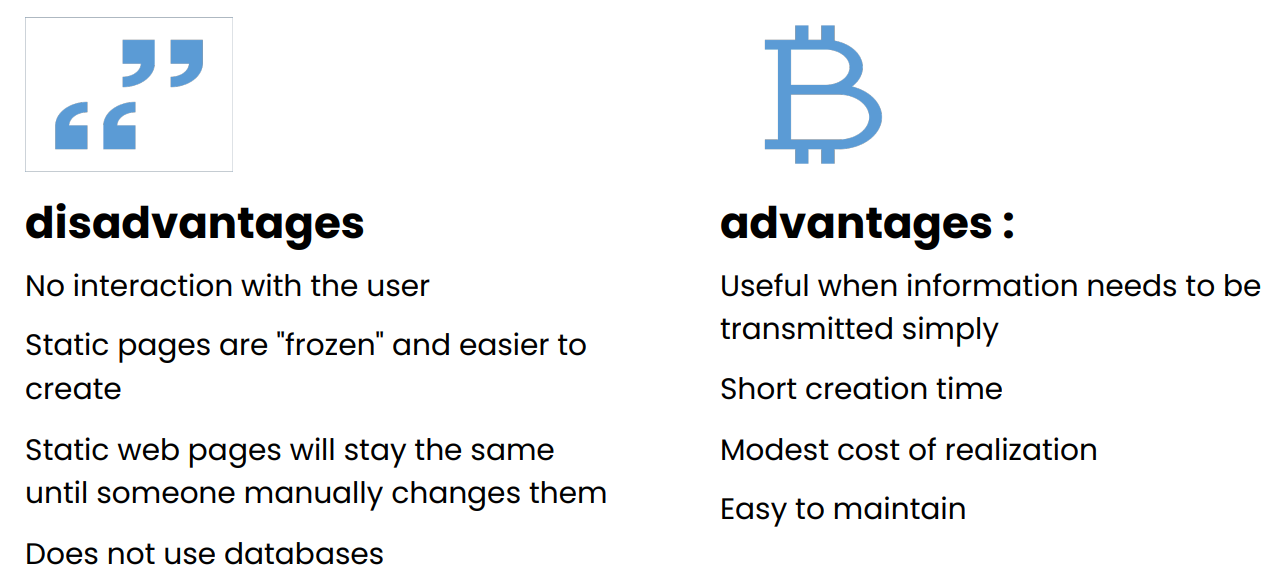 disadvantages
No interaction with the user
Static pages are "frozen" and easier to
create
Static web pages will stay the same
until someone manually changes them
Does not use databases
advantages :
Useful when information needs to be
transmitted simply
Short creation time
Modest cost of realization
Easy to maintain